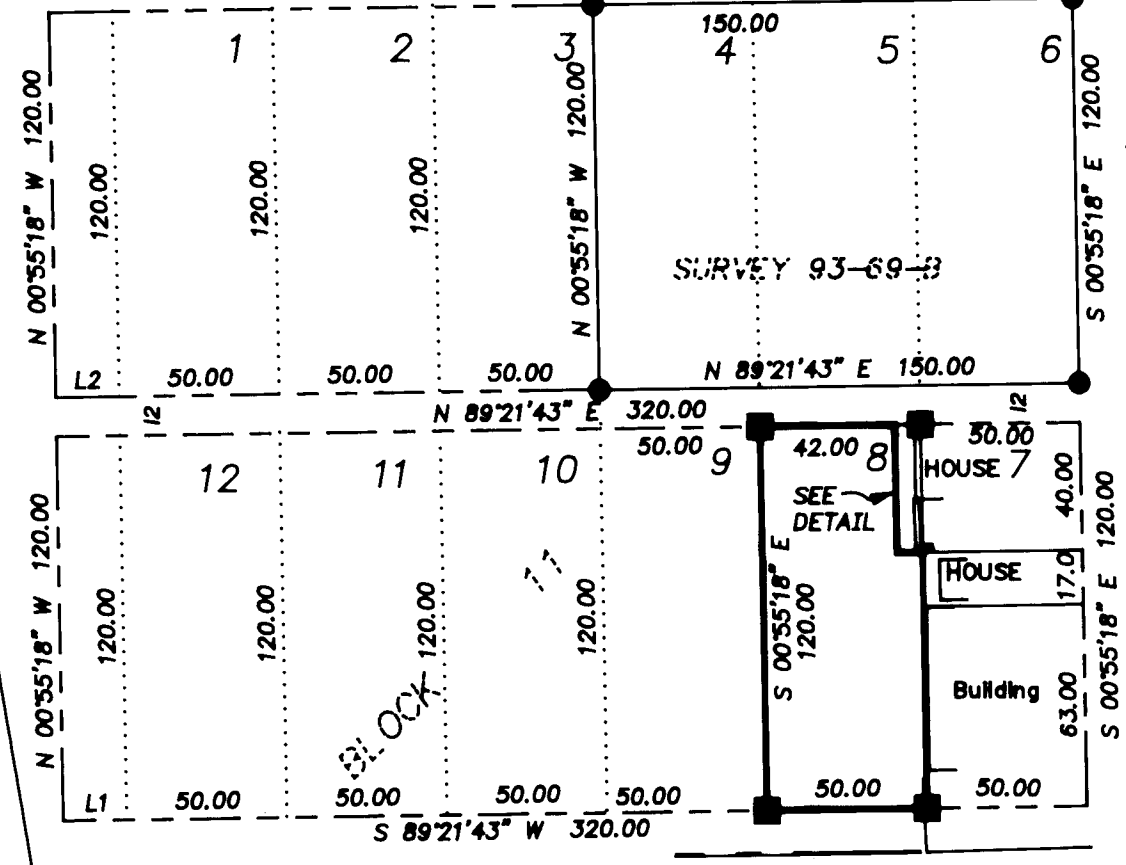 150.00
1 2 3 4 5 6
N 00°55'18" W 120.00
120.00
120.00
120.00
N 00°55'18" W 120.00
S 00°55'18" E 120.00
SURVEY 93-69-B
L2 50.00 50.00 50.00
N 89°21'43" E 150.00
12
N 89°21'43" E 320.00
12
50.00 42.00 50.00
12 11 10 9 8 7
HOUSE
SEE
DETAIL
40.00
N 00°55'18" W 120.00
120.00
120.00
120.00
120.00
S 00°55'18" E
120.00
HOUSE
17.0
S 00°55'18" E 120.00
BLOCK 11
Building
63.00
L1 50.00 50.00 50.00 50.00 50.00 50.00
S 89°21'43" W 320.00